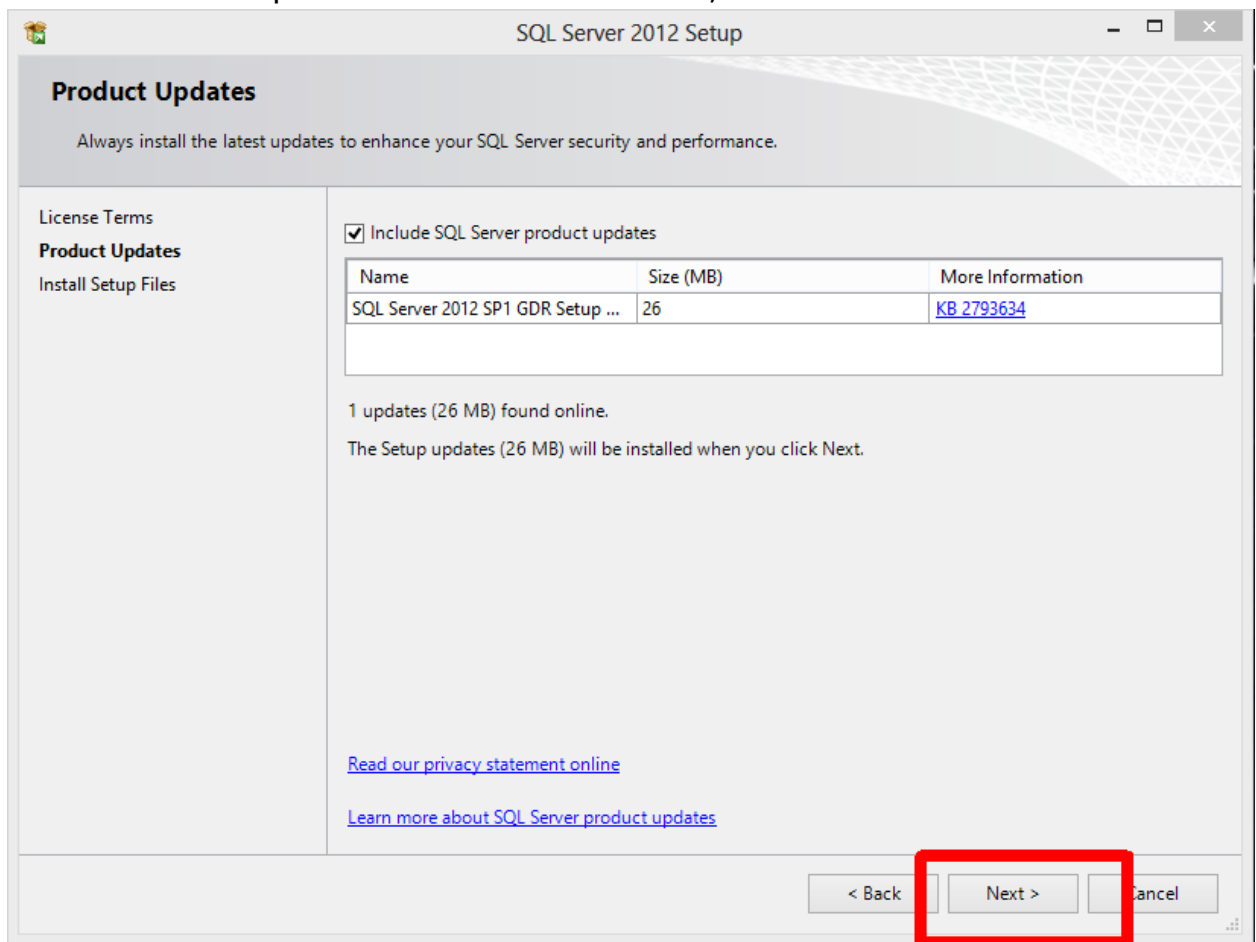 SQL Server 2012 Setup
Product Updates
Always install the latest updates to enhance your SQL Server security and performance.
License Terms
Product Updates
Install Setup Files
Include SQL Server product updates
Name Size (MB) More Information
SQL Server 2012 SP1 GDR Setup ... 26 KB 2793634
1 updates (26 MB) found online.
The Setup updates (26 MB) will be installed when you click Next.
Read our privacy statement online
Learn more about SQL Server product updates
< Back Next > Cancel